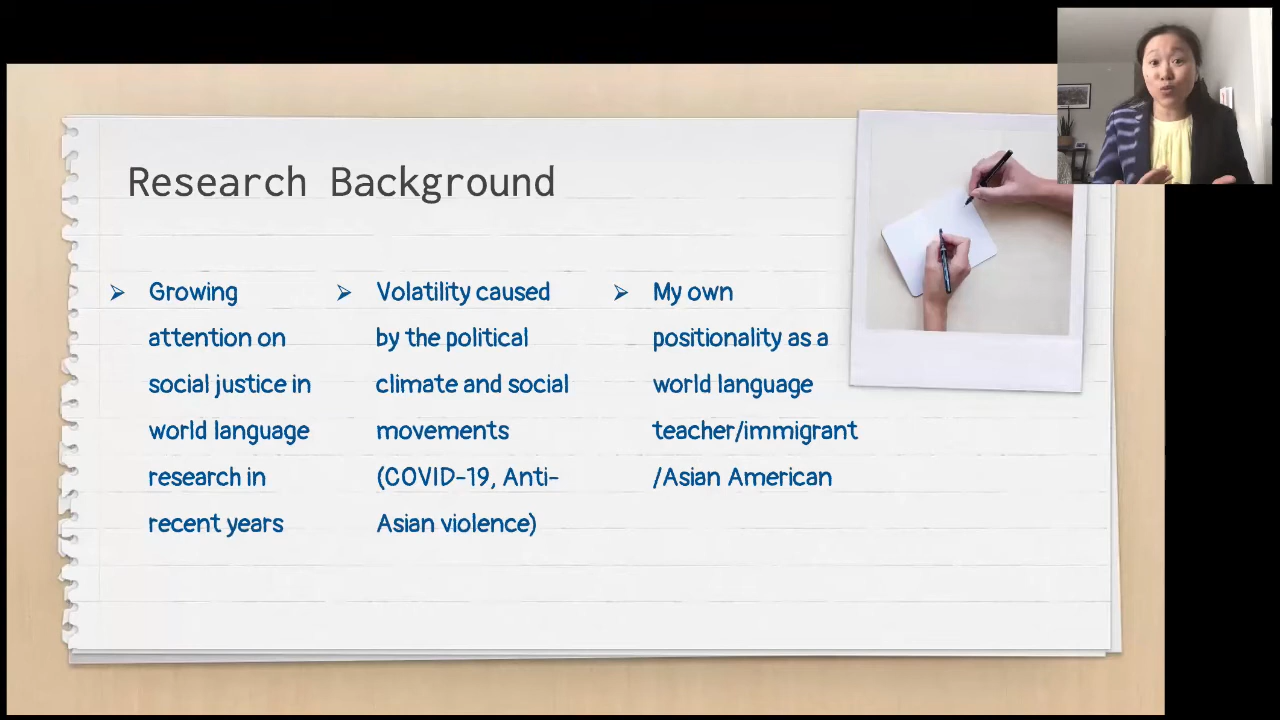 Research Background
➢ Growing
attention on
social justice in
world language
research in
recent years
➢ Volatility caused
by the political
climate and social
movements
(COVID-19, Anti-
Asian violence)
➢ My own
positionality as a
world language
teacher/immigrant
/Asian American